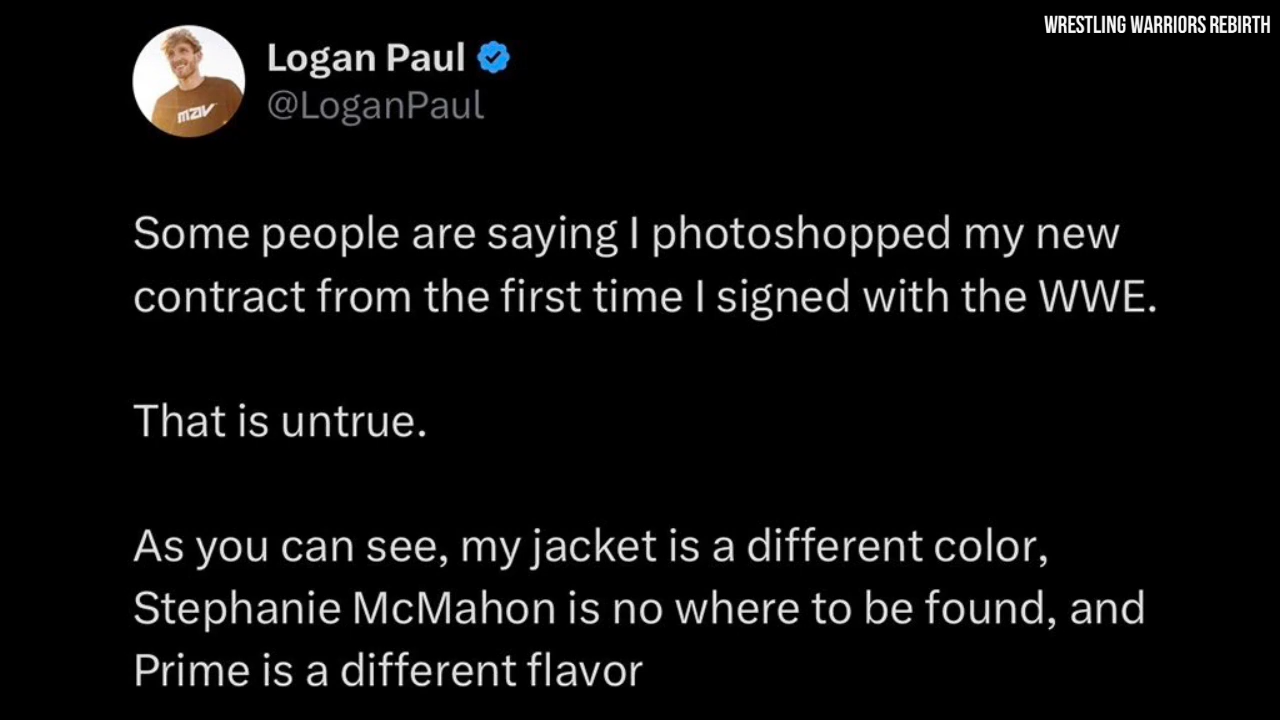 WRESTLING WARRIORS REBIRTH
Logan Paul
@LoganPaul
mav
Some people are saying I photoshopped my new
contract from the first time I signed with the WWE.
That is untrue.
As you can see, my jacket is a different color,
Stephanie McMahon is no where to be found, and
Prime is a different flavor